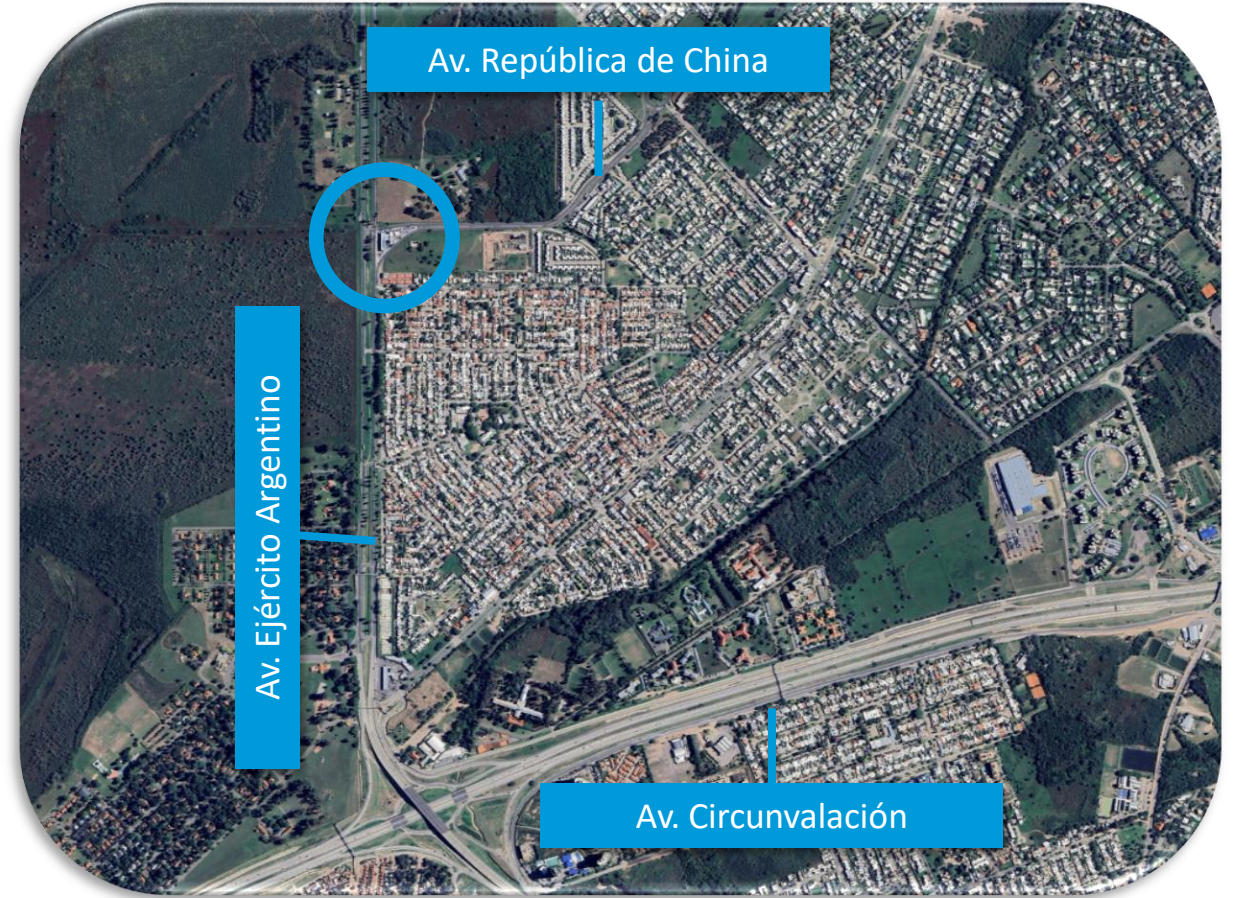 Av. República de China
Av. Ejército Argentino
Av. Circunvalación